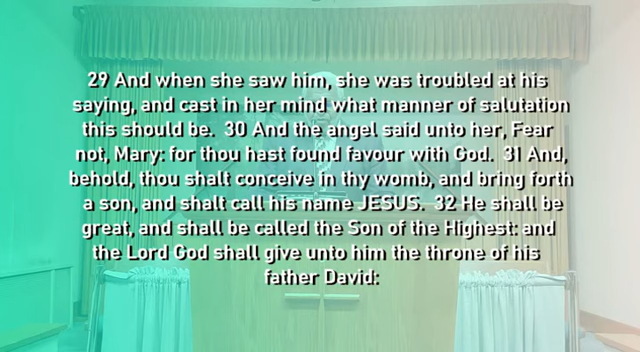 29 And when she saw him, she was troubled at his
saying, and cast in her mind what manner of salutation
this should be.  30 And the angel said unto her, Fear
not, Mary: for thou hast found favour with God.  31 And,
behold, thou shalt conceive in thy womb, and bring forth
a son, and shalt call his name JESUS.  32 He shall be
great, and shall be called the Son of the Highest: and
the Lord God shall give unto him the throne of his
father David: